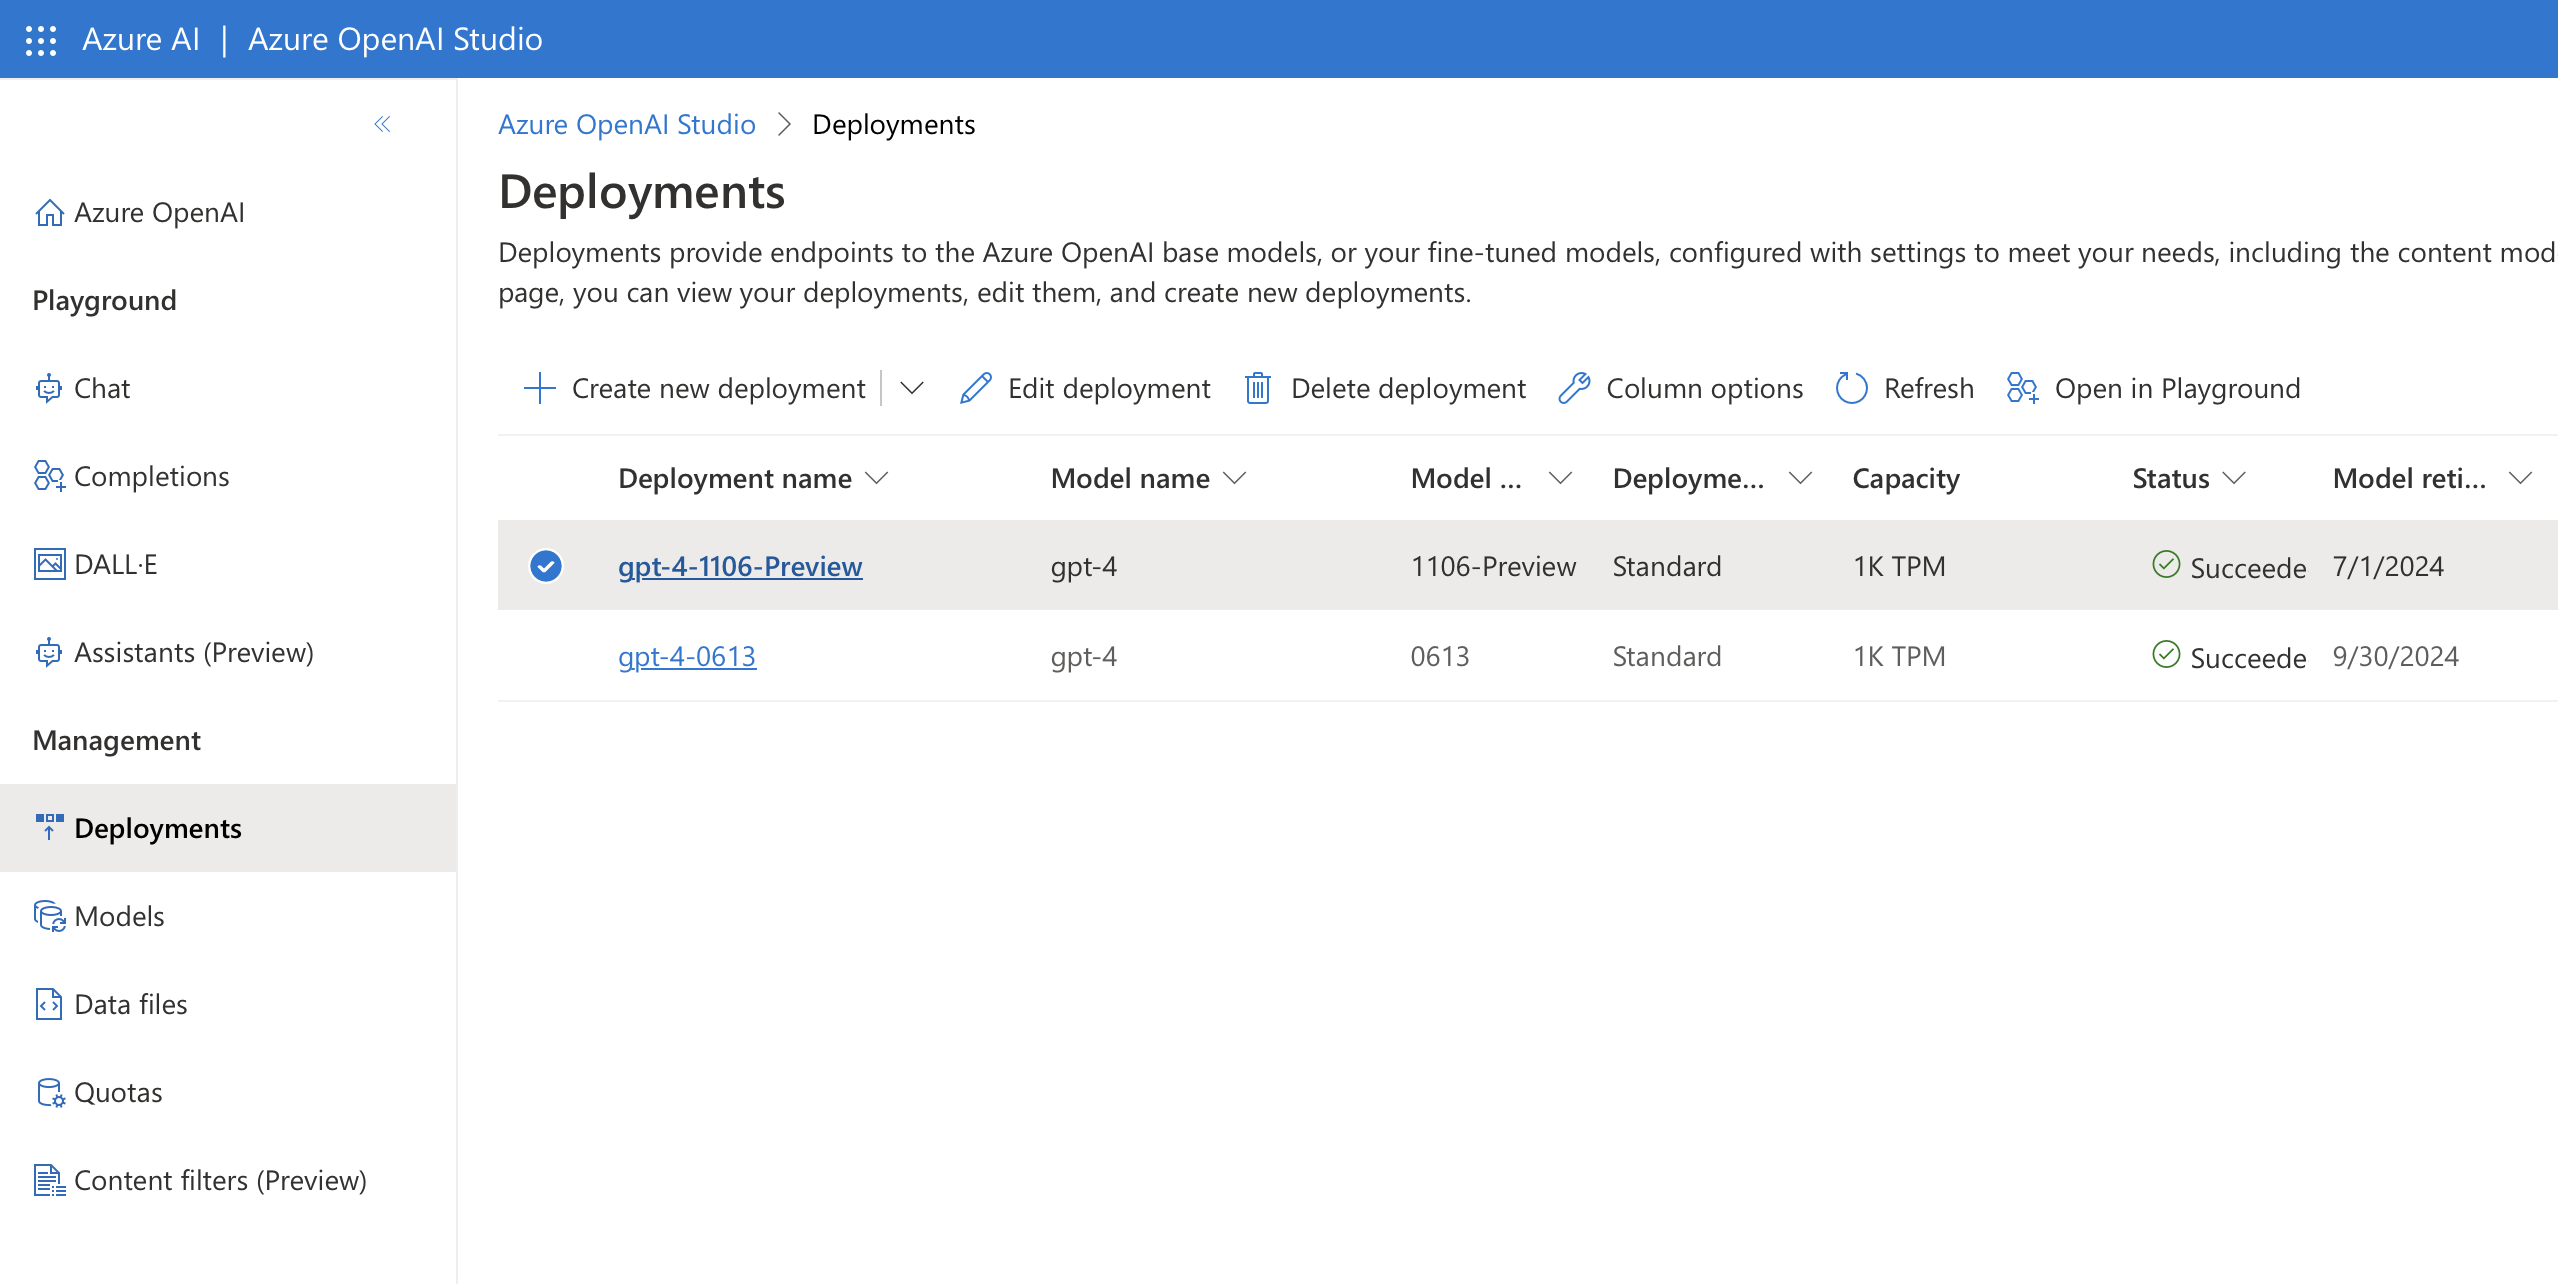 Azure AI | Azure OpenAI Studio
Azure OpenAI
Playground
Chat
Completions
DALL·E
Assistants (Preview)
Management
Deployments
Models
Data files
Quotas
Content filters (Preview)
Azure OpenAI Studio > Deployments
Deployments
Deployments provide endpoints to the Azure OpenAI base models, or your fine-tuned models, configured with settings to meet your needs, including the content mod
page, you can view your deployments, edit them, and create new deployments.
Create new deployment Edit deployment Delete deployment Column options Refresh Open in Playground
Deployment name Model name Model ... Deployme... Capacity Status Model reti...
gpt-4-1106-Preview gpt-4 1106-Preview Standard 1K TPM Succeede 7/1/2024
gpt-4-0613 gpt-4 0613 Standard 1K TPM Succeede 9/30/2024